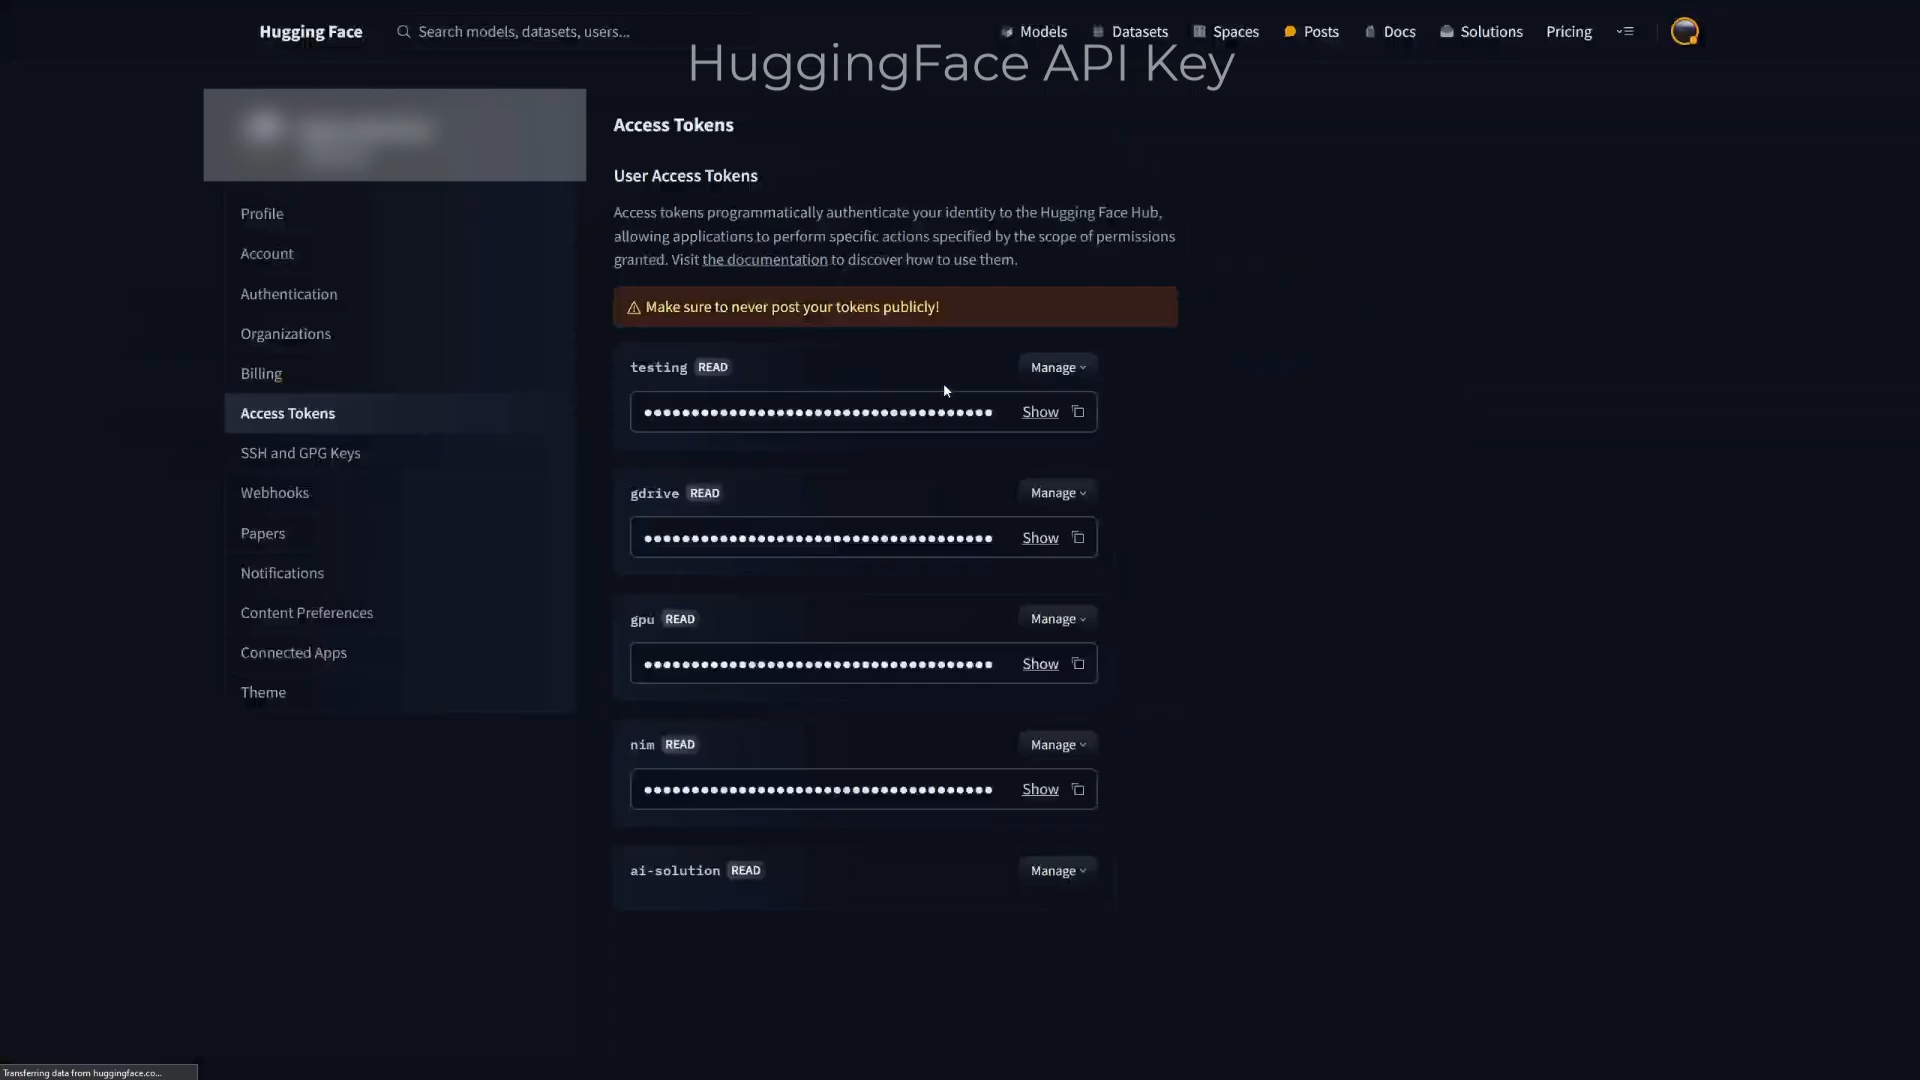 Hugging Face
Search models, datasets, users...
Models
Datasets
Spaces
Posts
Docs
Solutions
Pricing
HuggingFace API Key
Profile
Account
Authentication
Organizations
Billing
Access Tokens
SSH and GPG Keys
Webhooks
Papers
Notifications
Content Preferences
Connected Apps
Theme
Access Tokens
User Access Tokens
Access tokens programmatically authenticate your identity to the Hugging Face Hub,
allowing applications to perform specific actions specified by the scope of permissions
granted. Visit the documentation to discover how to use them.
Make sure to never post your tokens publicly!
testing READ Manage
Show
gdrive READ Manage
Show
gpu READ Manage
Show
nim READ Manage
Show
ai-solution READ Manage
Transferring data from huggingface.co...